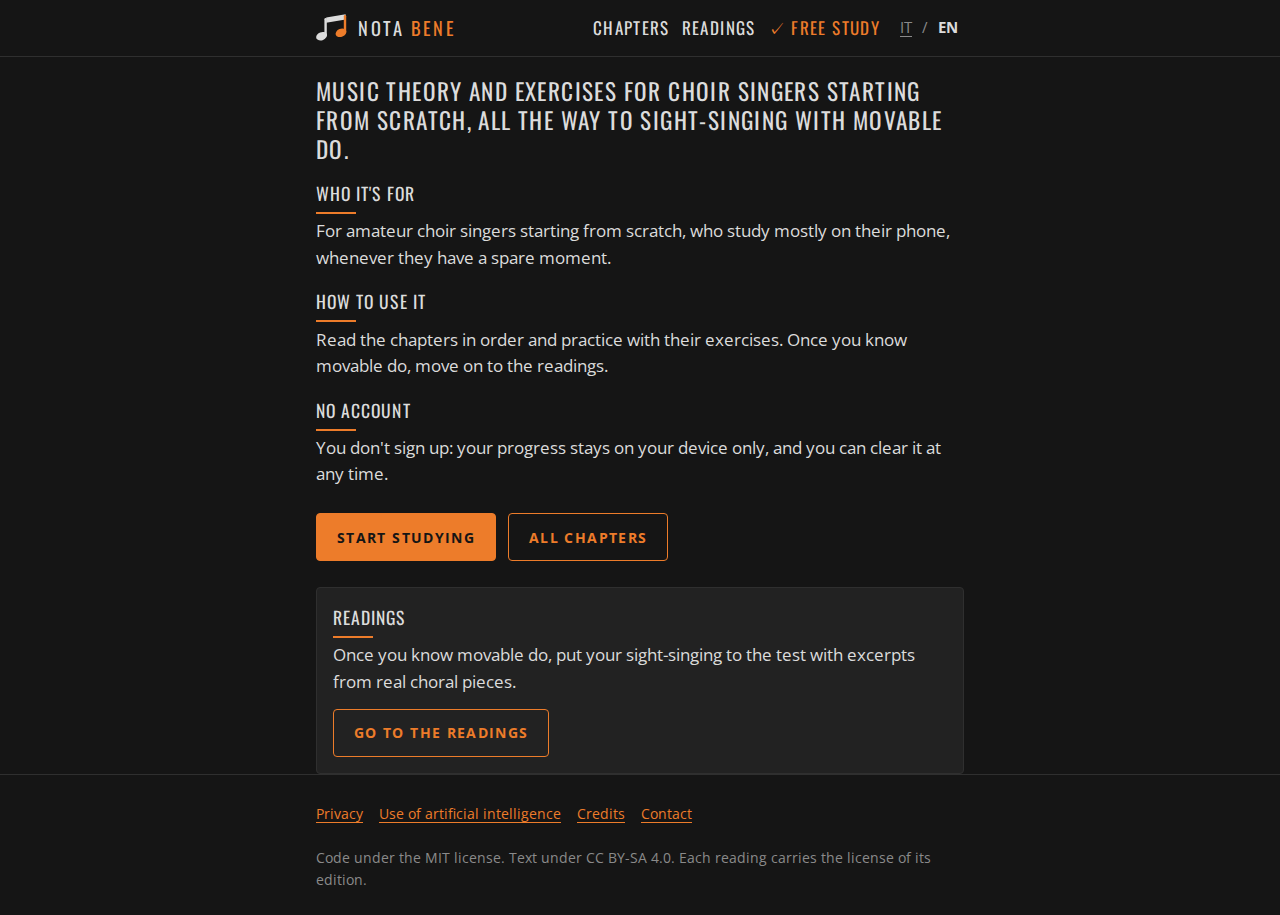 NOTA BENE
CHAPTERS READINGS ✓ FREE STUDY IT / EN
MUSIC THEORY AND EXERCISES FOR CHOIR SINGERS STARTING
FROM SCRATCH, ALL THE WAY TO SIGHT-SINGING WITH MOVABLE
DO.
WHO IT'S FOR
For amateur choir singers starting from scratch, who study mostly on their phone,
whenever they have a spare moment.
HOW TO USE IT
Read the chapters in order and practice with their exercises. Once you know
movable do, move on to the readings.
NO ACCOUNT
You don't sign up: your progress stays on your device only, and you can clear it at
any time.
START STUDYING ALL CHAPTERS
READINGS
Once you know movable do, put your sight-singing to the test with excerpts
from real choral pieces.
GO TO THE READINGS
Privacy Use of artificial intelligence Credits Contact
Code under the MIT license. Text under CC BY-SA 4.0. Each reading carries the license of its
edition.